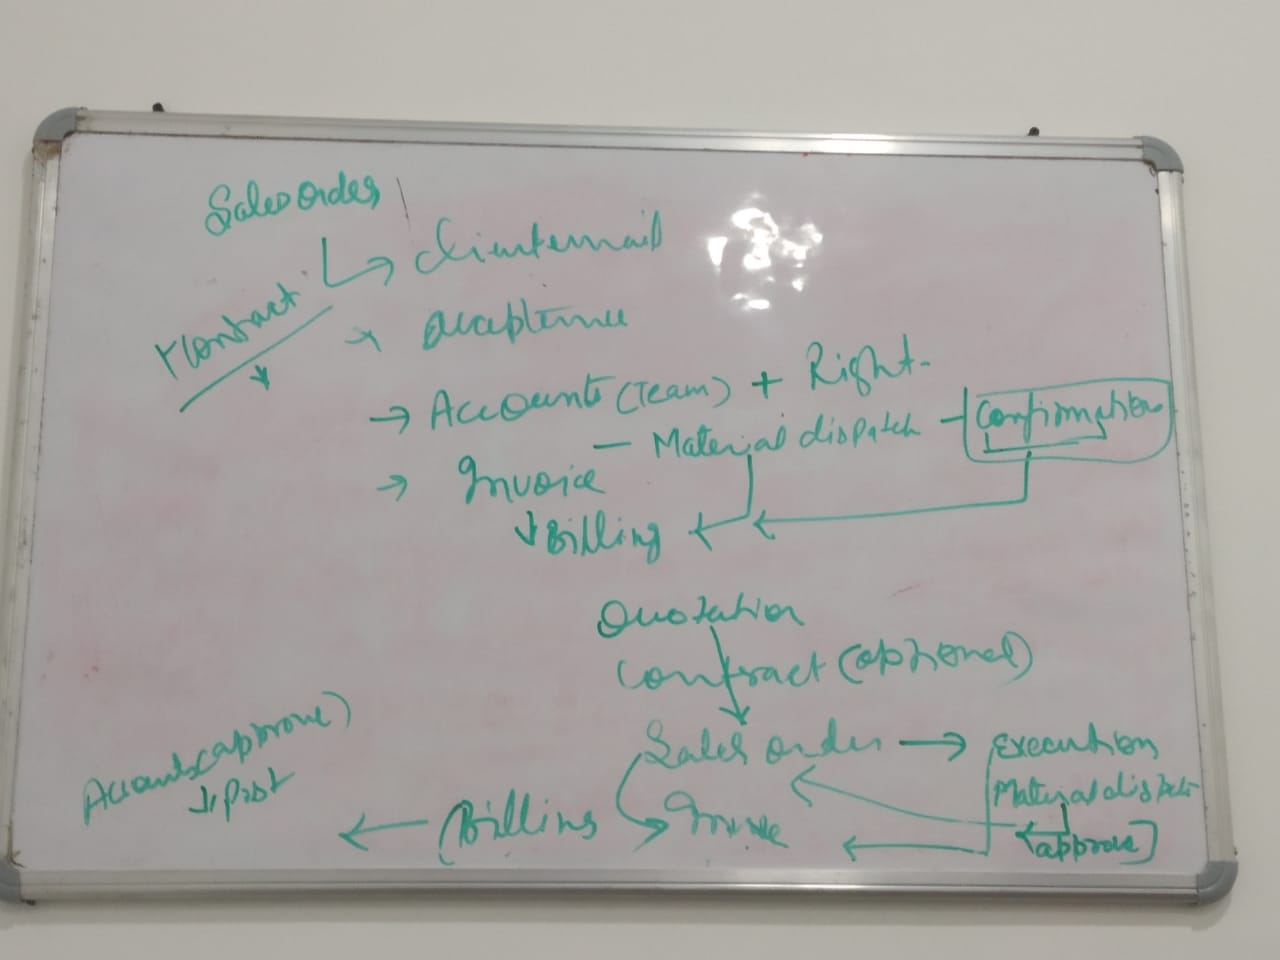 Sales order
Client email
Contract
Acceptence
Accounts (Team) + Right
- Material dispatch - Confirmation
Invoice
Billing
Quotation
Contract (optional)
Sales order → Execution
Material dispatch
(approve)
Invoice
(Billing
Accounts (approve)
↓ Post